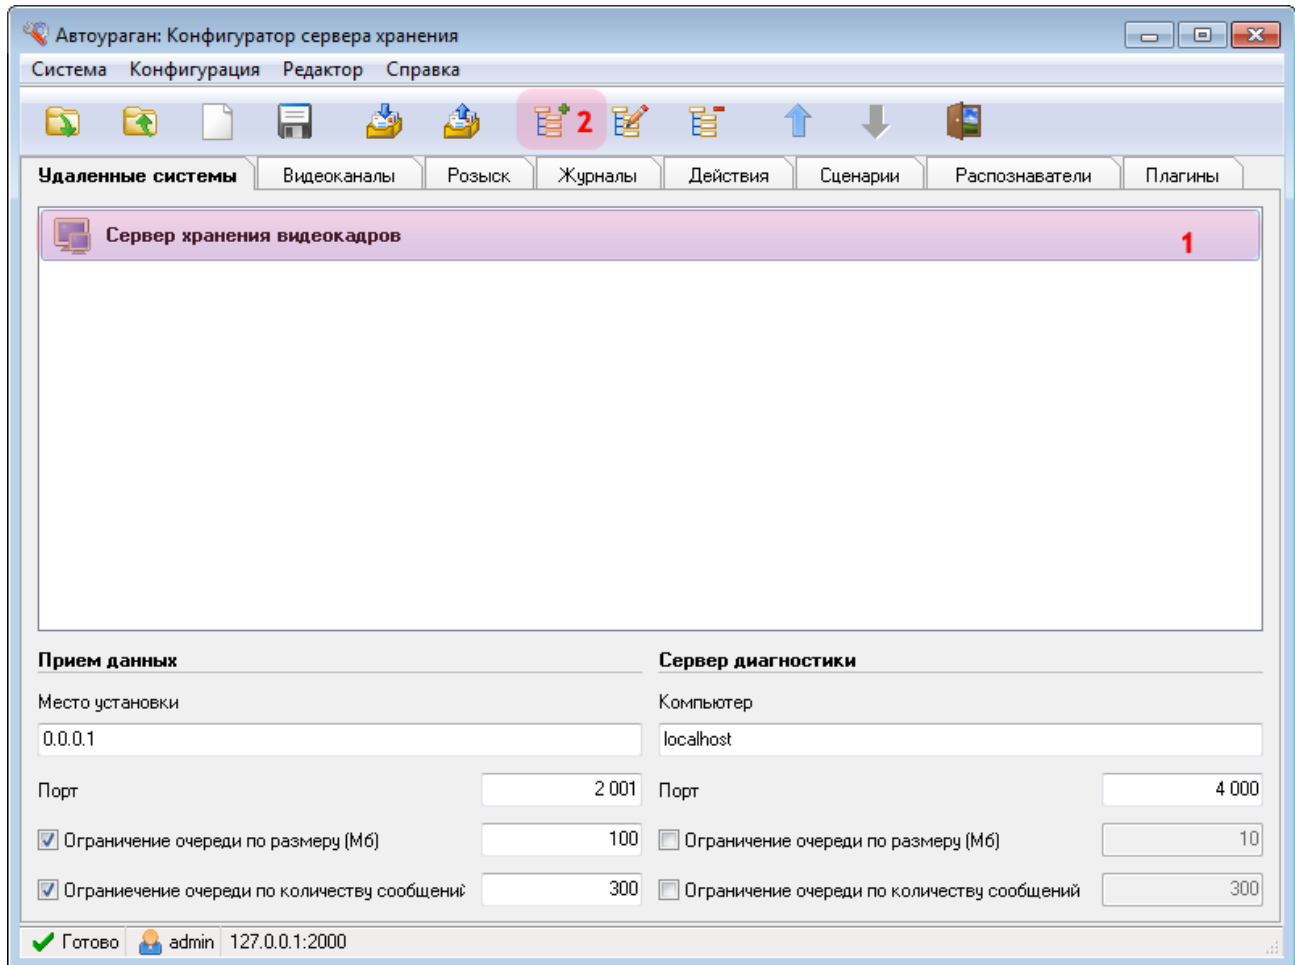 Автоураган: Конфигуратор сервера хранения
Система Конфигурация Редактор Справка
2
Удаленные системы Видеоканалы Розыск Журналы Действия Сценарии Распознаватели Плагины
Сервер хранения видеокадров 1
Прием данных Сервер диагностики
Место установки Компьютер
0.0.0.1 localhost
Порт 2 001 Порт 4 000
Ограничение очереди по размеру (Мб) 100 Ограничение очереди по размеру (Мб) 10
Ограниечение очереди по количеству сообщений 300 Ограничение очереди по количеству сообщений 300
Готово admin 127.0.0.1:2000